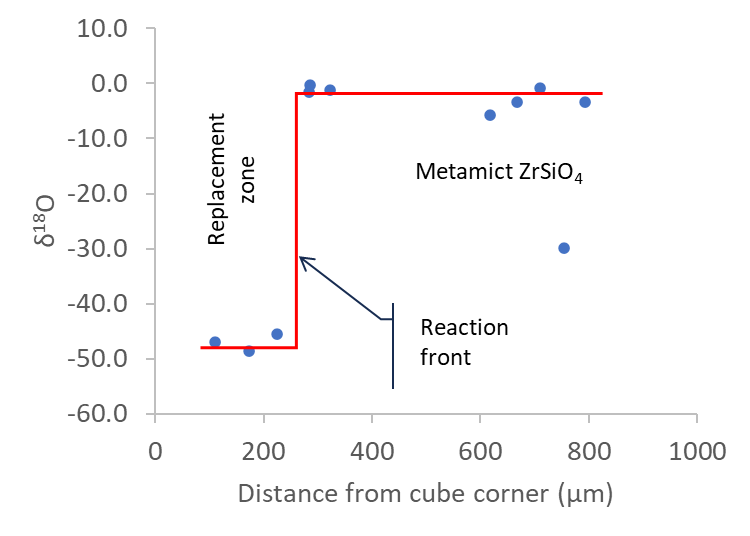 10.0
0.0
-10.0
-20.0
-30.0
-40.0
-50.0
-60.0
δ¹⁸O
Replacement
zone
Metamict ZrSiO₄
Reaction
front
0 200 400 600 800 1000
Distance from cube corner (µm)